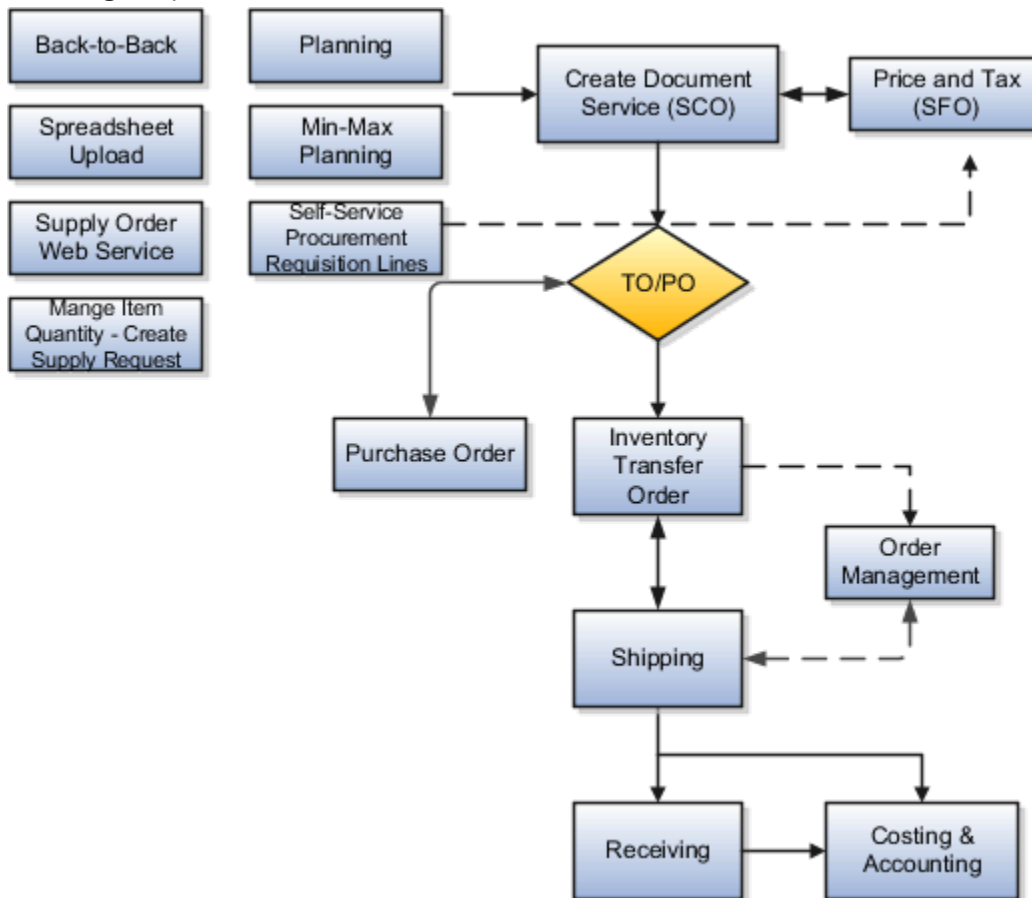 Back-to-Back
Planning
Create Document
Service (SCO)
Price and Tax
(SFO)
Spreadsheet
Upload
Min-Max
Planning
Supply Order
Web Service
Self-Service
Procurement
Requisition Lines
TO/PO
Mange Item
Quantity - Create
Supply Request
Purchase Order
Inventory
Transfer
Order
Order
Management
Shipping
Receiving
Costing &
Accounting